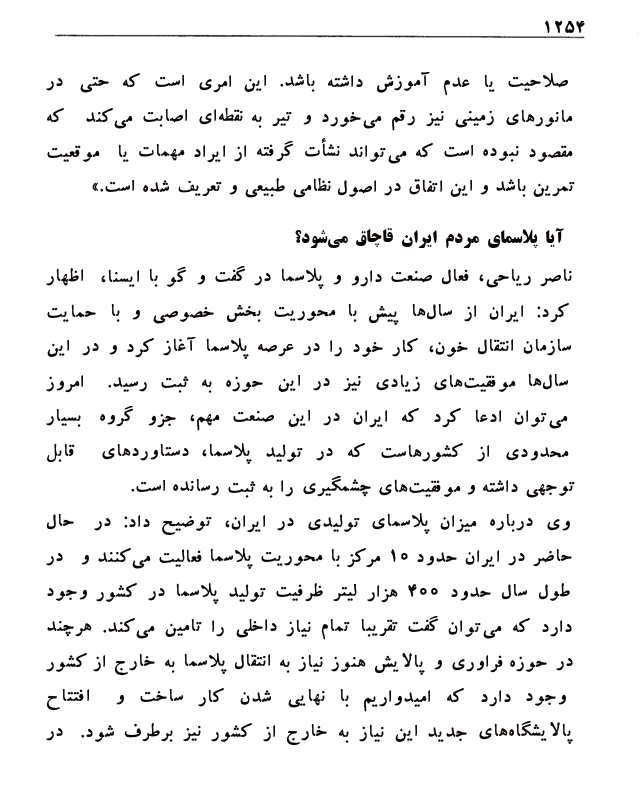 ۱۲۵۴
صلاحیت یا عدم آموزش داشته باشد. این امری است که حتی در
مانورهای زمینی نیز رقم می‌خورد و تیر به نقطه‌ای اصابت می‌کند که
مقصود نبوده است که می‌تواند نشأت گرفته از ایراد مهمات یا موقعیت
تمرین باشد و این اتفاق در اصول نظامی طبیعی و تعریف شده است.»
آیا پلاسمای مردم ایران قاچاق می‌شود؟
ناصر ریاحی، فعال صنعت دارو و پلاسما در گفت و گو با ایسنا، اظهار
کرد: ایران از سال‌ها پیش با محوریت بخش خصوصی و با حمایت
سازمان انتقال خون، کار خود را در عرصه پلاسما آغاز کرد و در این
سال‌ها موفقیت‌های زیادی نیز در این حوزه به ثبت رسید. امروز
می‌توان ادعا کرد که ایران در این صنعت مهم، جزو گروه بسیار
محدودی از کشورهاست که در تولید پلاسما، دستاوردهای قابل
توجهی داشته و موفقیت‌های چشمگیری را به ثبت رسانده است.
وی درباره میزان پلاسمای تولیدی در ایران، توضیح داد: در حال
حاضر در ایران حدود ۱۰ مرکز با محوریت پلاسما فعالیت می‌کنند و در
طول سال حدود ۴۰۰ هزار لیتر ظرفیت تولید پلاسما در کشور وجود
دارد که می‌توان گفت تقریبا تمام نیاز داخلی را تامین می‌کند. هرچند
در حوزه فراوری و پالایش هنوز نیاز به انتقال پلاسما به خارج از کشور
وجود دارد که امیدواریم با نهایی شدن کار ساخت و افتتاح
پالایشگاه‌های جدید این نیاز به خارج از کشور نیز برطرف شود. در